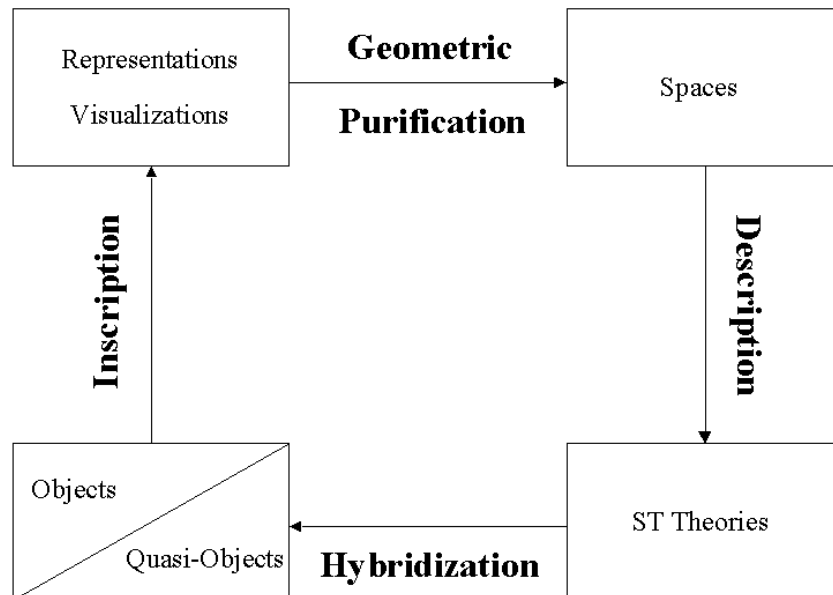 Representations
Visualizations
Geometric
Purification
Spaces
Inscription
Description
Objects
Quasi-Objects
Hybridization
ST Theories